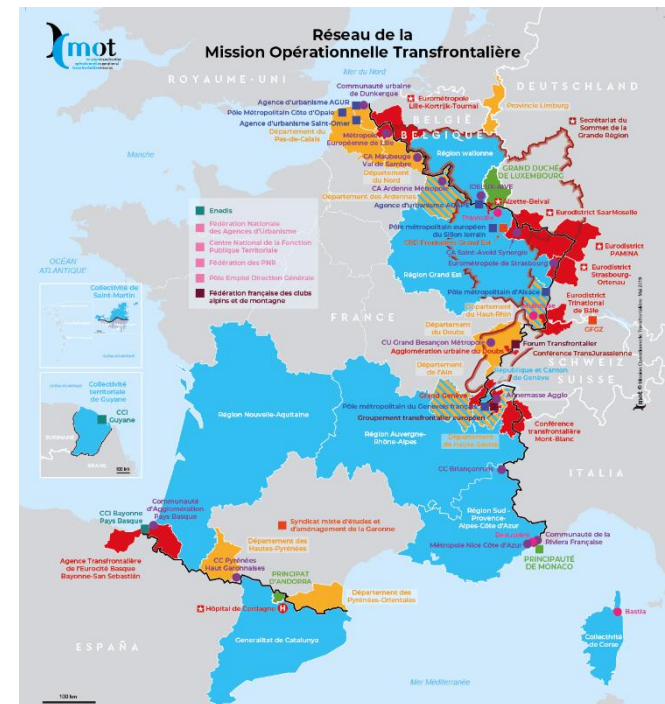 mot
Réseau de la
Mission Opérationnelle Transfrontalière
Mer du Nord
ROYAUME-UNI
DEUTSCHLAND
Communauté urbaine
de Dunkerque
Agence d'urbanisme AGUR
Pôle Métropolitain Côte d'Opale
Agence d'urbanisme Saint-Omer
Département du
Pas-de-Calais
Eurométropole
Lille-Kortrijk-Tournai
BELGIË
BELGIQUE
Provincie Limburg
Secrétariat du
Sommet de la
Grande Région
Manche
Métropole
Européenne de Lille
CA Maubeuge
Val de Sambre
Département
du Nord
Région wallonne
GRAND DUCHÉ
DE LUXEMBOURG
CA Ardenne Métropole
Département des Ardennes
Alzette-Belval
Thionville
Eurodistrict SaarMoselle
Enedis
Fédération Nationale
des Agences d'Urbanisme
Centre National de la Fonction
Publique Territoriale
Fédération des PNR
Pôle Emploi Direction Générale
Fédération française des clubs
alpins et de montagne
Pôle métropolitain européen
du Sillon lorrain
Eurodistrict
PAMINA
Région Grand Est
Eurométropole de Strasbourg
Eurodistrict
Strasbourg-
Ortenau
Pôle métropolitain d'Alsace
Eurodistrict
Trinational
de Bâle
GFGZ
OCÉAN
ATLANTIQUE
Collectivité de
Saint-Martin
FRANCE
Département
du Haut-Rhin
Département
du Doubs
CU Grand Besançon Métropole
Agglomération urbaine du Doubs
Forum Transfrontalier
Conférence TransJurassienne
SCHWEIZ
SUISSE
Département
de l'Ain
République et Canton
de Genève
Collectivité
territoriale
de Guyane
CCI
Guyane
SURINAME
BRASIL
100 km
Grand Genève
Annemasse Agglo
Pôle métropolitain du Genevois français
Groupement transfrontalier européen
Département
de Haute-Savoie
Conférence
transfrontalière
Mont-Blanc
Région Nouvelle-Aquitaine
Région Auvergne-
Rhône-Alpes
ITALIA
CC Briançonnais
Région Sud
Provence-
Alpes-Côte d'Azur
CCI Bayonne
Pays Basque
Communauté
d'Agglomération
Pays Basque
Syndicat mixte d'études et
d'aménagement de la Garonne
Communauté de la
Riviera Française
Métropole Nice Côte d'Azur
PRINCIPAUTÉ
DE MONACO
Agence Transfrontalière
de l'Eurocité Basque
Bayonne-San Sebastián
Département des
Hautes-Pyrénées
CC Pyrénées
Haut Garonnaises
PRINCIPAT
D'ANDORRA
Département des
Pyrénées-Orientales
Hôpital de Cerdagne
H
Generalitat de Catalunya
ESPAÑA
Bastia
Collectivité
de Corse
Mer Méditerranée
100 km